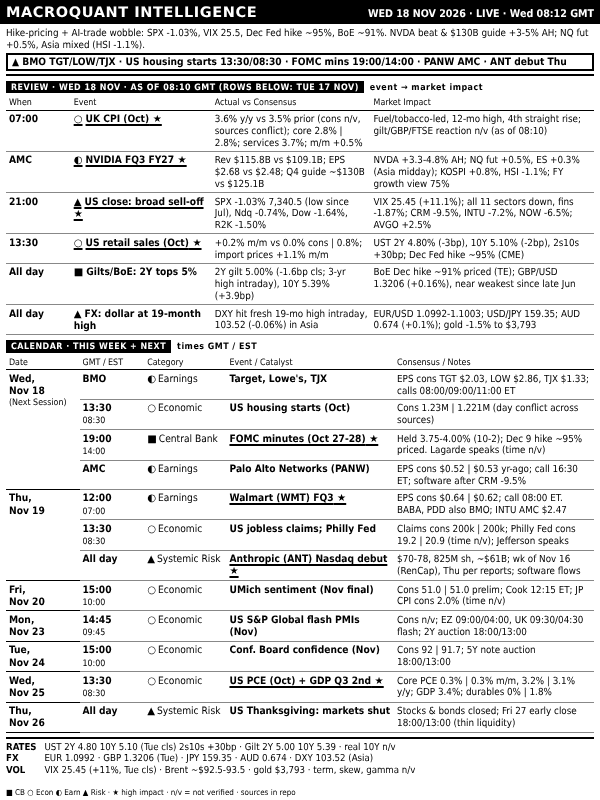 MACROQUANT INTELLIGENCE WED 18 NOV 2026 · LIVE · Wed 08:12 GMT
Hike-pricing + AI-trade wobble: SPX -1.03%, VIX 25.5, Dec Fed hike ~95%, BoE ~91%. NVDA beat & $130B guide +3-5% AH; NQ fut
+0.5%, Asia mixed (HSI -1.1%).
▲ BMO TGT/LOW/TJX · US housing starts 13:30/08:30 · FOMC mins 19:00/14:00 · PANW AMC · ANT debut Thu
REVIEW · WED 18 NOV · AS OF 08:10 GMT (ROWS BELOW: TUE 17 NOV) event → market impact
When Event Actual vs Consensus Market Impact
07:00 ○ UK CPI (Oct) ★ 3.6% y/y vs 3.5% prior (cons n/v, Fuel/tobacco-led, 12-mo high, 4th straight rise;
sources conflict); core 2.8% | gilt/GBP/FTSE reaction n/v (as of 08:10)
2.8%; services 3.7%; m/m +0.5%
AMC ◐ NVIDIA FQ3 FY27 ★ Rev $115.8B vs $109.1B; EPS NVDA +3.3-4.8% AH; NQ fut +0.5%, ES +0.3%
$2.68 vs $2.48; Q4 guide ~$130B (Asia midday); KOSPI +0.8%, HSI -1.1%; FY
vs $125.1B growth view 75%
21:00 ▲ US close: broad sell-off SPX -1.03% 7,340.5 (low since VIX 25.45 (+11.1%); all 11 sectors down, fins
★ Jul), Ndq -0.74%, Dow -1.64%, -1.87%; CRM -9.5%, INTU -7.2%, NOW -6.5%;
R2K -1.50% AVGO +2.5%
13:30 ○ US retail sales (Oct) ★ +0.2% m/m vs 0.0% cons | 0.8%; UST 2Y 4.80% (-3bp), 10Y 5.10% (-2bp), 2s10s
import prices +1.1% m/m +30bp; Dec Fed hike ~95% (CME)
All day ■ Gilts/BoE: 2Y tops 5% 2Y gilt 5.00% (-1.6bp cls; 3-yr BoE Dec hike ~91% priced (TE); GBP/USD
high intraday), 10Y 5.39% 1.3206 (+0.16%), near weakest since late Jun
(+3.9bp)
All day ▲ FX: dollar at 19-month DXY hit fresh 19-mo high intraday, EUR/USD 1.0992-1.1003; USD/JPY 159.35; AUD
high 103.52 (-0.06%) in Asia 0.674 (+0.1%); gold -1.5% to $3,793
CALENDAR · THIS WEEK + NEXT times GMT / EST
Date GMT / EST Category Event / Catalyst Consensus / Notes
Wed, BMO ◐ Earnings Target, Lowe's, TJX EPS cons TGT $2.03, LOW $2.86, TJX $1.33;
Nov 18 calls 08:00/09:00/11:00 ET
(Next Session)
13:30 ○ Economic US housing starts (Oct) Cons 1.23M | 1.221M (day conflict across
08:30 sources)
19:00 ■ Central Bank FOMC minutes (Oct 27-28) ★ Held 3.75-4.00% (10-2); Dec 9 hike ~95%
14:00 priced. Lagarde speaks (time n/v)
AMC ◐ Earnings Palo Alto Networks (PANW) EPS cons $0.52 | $0.53 yr-ago; call 16:30
ET; software after CRM -9.5%
Thu, 12:00 ◐ Earnings Walmart (WMT) FQ3 ★ EPS cons $0.64 | $0.62; call 08:00 ET.
Nov 19 07:00 BABA, PDD also BMO; INTU AMC $2.47
13:30 ○ Economic US jobless claims; Philly Fed Claims cons 200k | 200k; Philly Fed cons
08:30 19.2 | 20.9 (time n/v); Jefferson speaks
All day ▲ Systemic Risk Anthropic (ANT) Nasdaq debut $70-78, 825M sh, ~$61B; wk of Nov 16
★ (RenCap), Thu per reports; software flows
Fri, 15:00 ○ Economic UMich sentiment (Nov final) Cons 51.0 | 51.0 prelim; Cook 12:15 ET; JP
Nov 20 10:00 CPI cons 2.0% (time n/v)
Mon, 14:45 ○ Economic US S&P Global flash PMIs Cons n/v; EZ 09:00/04:00, UK 09:30/04:30
Nov 23 09:45 (Nov) flash; 2Y auction 18:00/13:00
Tue, 15:00 ○ Economic Conf. Board confidence (Nov) Cons 92 | 91.7; 5Y note auction
Nov 24 10:00 18:00/13:00
Wed, 13:30 ○ Economic US PCE (Oct) + GDP Q3 2nd ★ Core PCE 0.3% | 0.3% m/m, 3.2% | 3.1%
Nov 25 08:30 y/y; GDP 3.4%; durables 0% | 1.8%
Thu, All day ▲ Systemic Risk US Thanksgiving: markets shut Stocks & bonds closed; Fri 27 early close
Nov 26 18:00/13:00 (thin liquidity)
RATES UST 2Y 4.80 10Y 5.10 (Tue cls) 2s10s +30bp · Gilt 2Y 5.00 10Y 5.39 · real 10Y n/v
FX EUR 1.0992 · GBP 1.3206 (Tue) · JPY 159.35 · AUD 0.674 · DXY 103.52 (Asia)
VOL VIX 25.45 (+11%, Tue cls) · Brent ~$92.5-93.5 · gold $3,793 · term, skew, gamma n/v
■ CB ○ Econ ◐ Earn ▲ Risk · ★ high impact · n/v = not verified · sources in repo